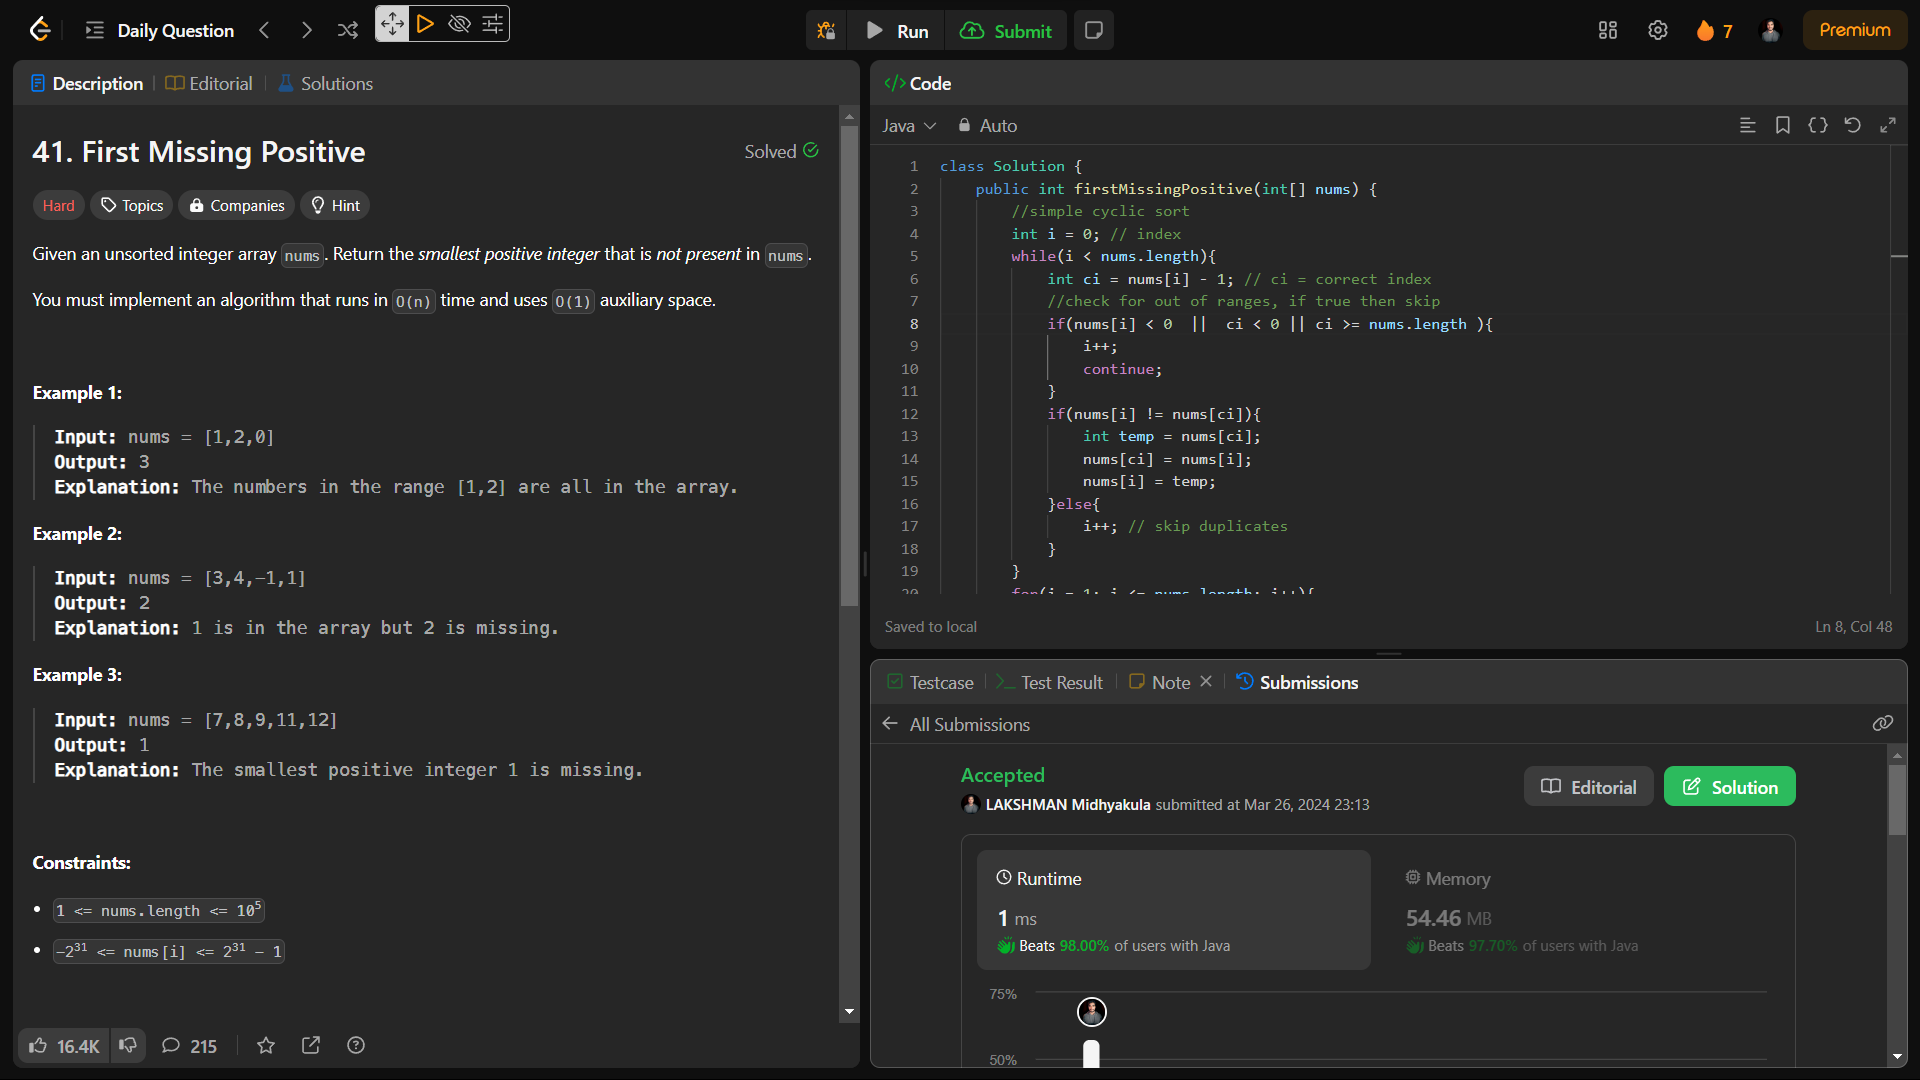 Daily Question
Run
Submit
7
Premium
Description
Editorial
Solutions
41. First Missing Positive
Solved
Hard
Topics
Companies
Hint
Given an unsorted integer array nums. Return the smallest positive integer that is not present in nums.
You must implement an algorithm that runs in O(n) time and uses O(1) auxiliary space.
Example 1:
Input: nums = [1,2,0]
Output: 3
Explanation: The numbers in the range [1,2] are all in the array.
Example 2:
Input: nums = [3,4,-1,1]
Output: 2
Explanation: 1 is in the array but 2 is missing.
Example 3:
Input: nums = [7,8,9,11,12]
Output: 1
Explanation: The smallest positive integer 1 is missing.
Constraints:
• 1 <= nums.length <= 10⁵
• -2³¹ <= nums[i] <= 2³¹ - 1
16.4K
215
Code
Java
Auto
1 class Solution {
2 public int firstMissingPositive(int[] nums) {
3 //simple cyclic sort
4 int i = 0; // index
5 while(i < nums.length){
6 int ci = nums[i] - 1; // ci = correct index
7 //check for out of ranges, if true then skip
8 if(nums[i] < 0  ||  ci < 0 || ci >= nums.length ){
9 i++;
10 continue;
11 }
12 if(nums[i] != nums[ci]){
13 int temp = nums[ci];
14 nums[ci] = nums[i];
15 nums[i] = temp;
16 }else{
17 i++; // skip duplicates
18 }
19 }
20 for(i = 1; i <= nums.length; i++){
Saved to local
Ln 8, Col 48
Testcase
Test Result
Note
Submissions
All Submissions
Accepted
LAKSHMAN Midhyakula submitted at Mar 26, 2024 23:13
Editorial
Solution
Runtime
1 ms
Beats 98.00% of users with Java
Memory
54.46 MB
Beats 97.70% of users with Java
75%
50%